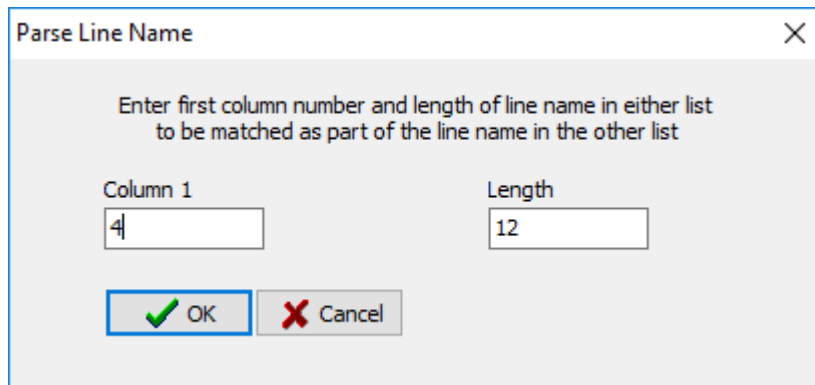 Parse Line Name
Enter first column number and length of line name in either list
to be matched as part of the line name in the other list
Column 1
Length
4
12
OK
Cancel